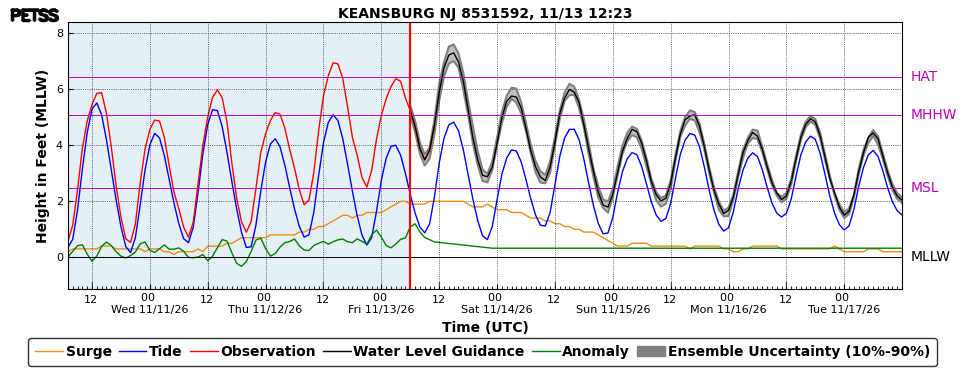 PETSS
KEANSBURG NJ 8531592, 11/13 12:23
Height in Feet (MLLW)
8
6
4
2
0
HAT
MHHW
MSL
MLLW
12 00 12 00 12 00 12 00 12 00 12 00 12 00
Wed 11/11/26 Thu 11/12/26 Fri 11/13/26 Sat 11/14/26 Sun 11/15/26 Mon 11/16/26 Tue 11/17/26
Time (UTC)
Surge Tide Observation Water Level Guidance Anomaly Ensemble Uncertainty (10%-90%)